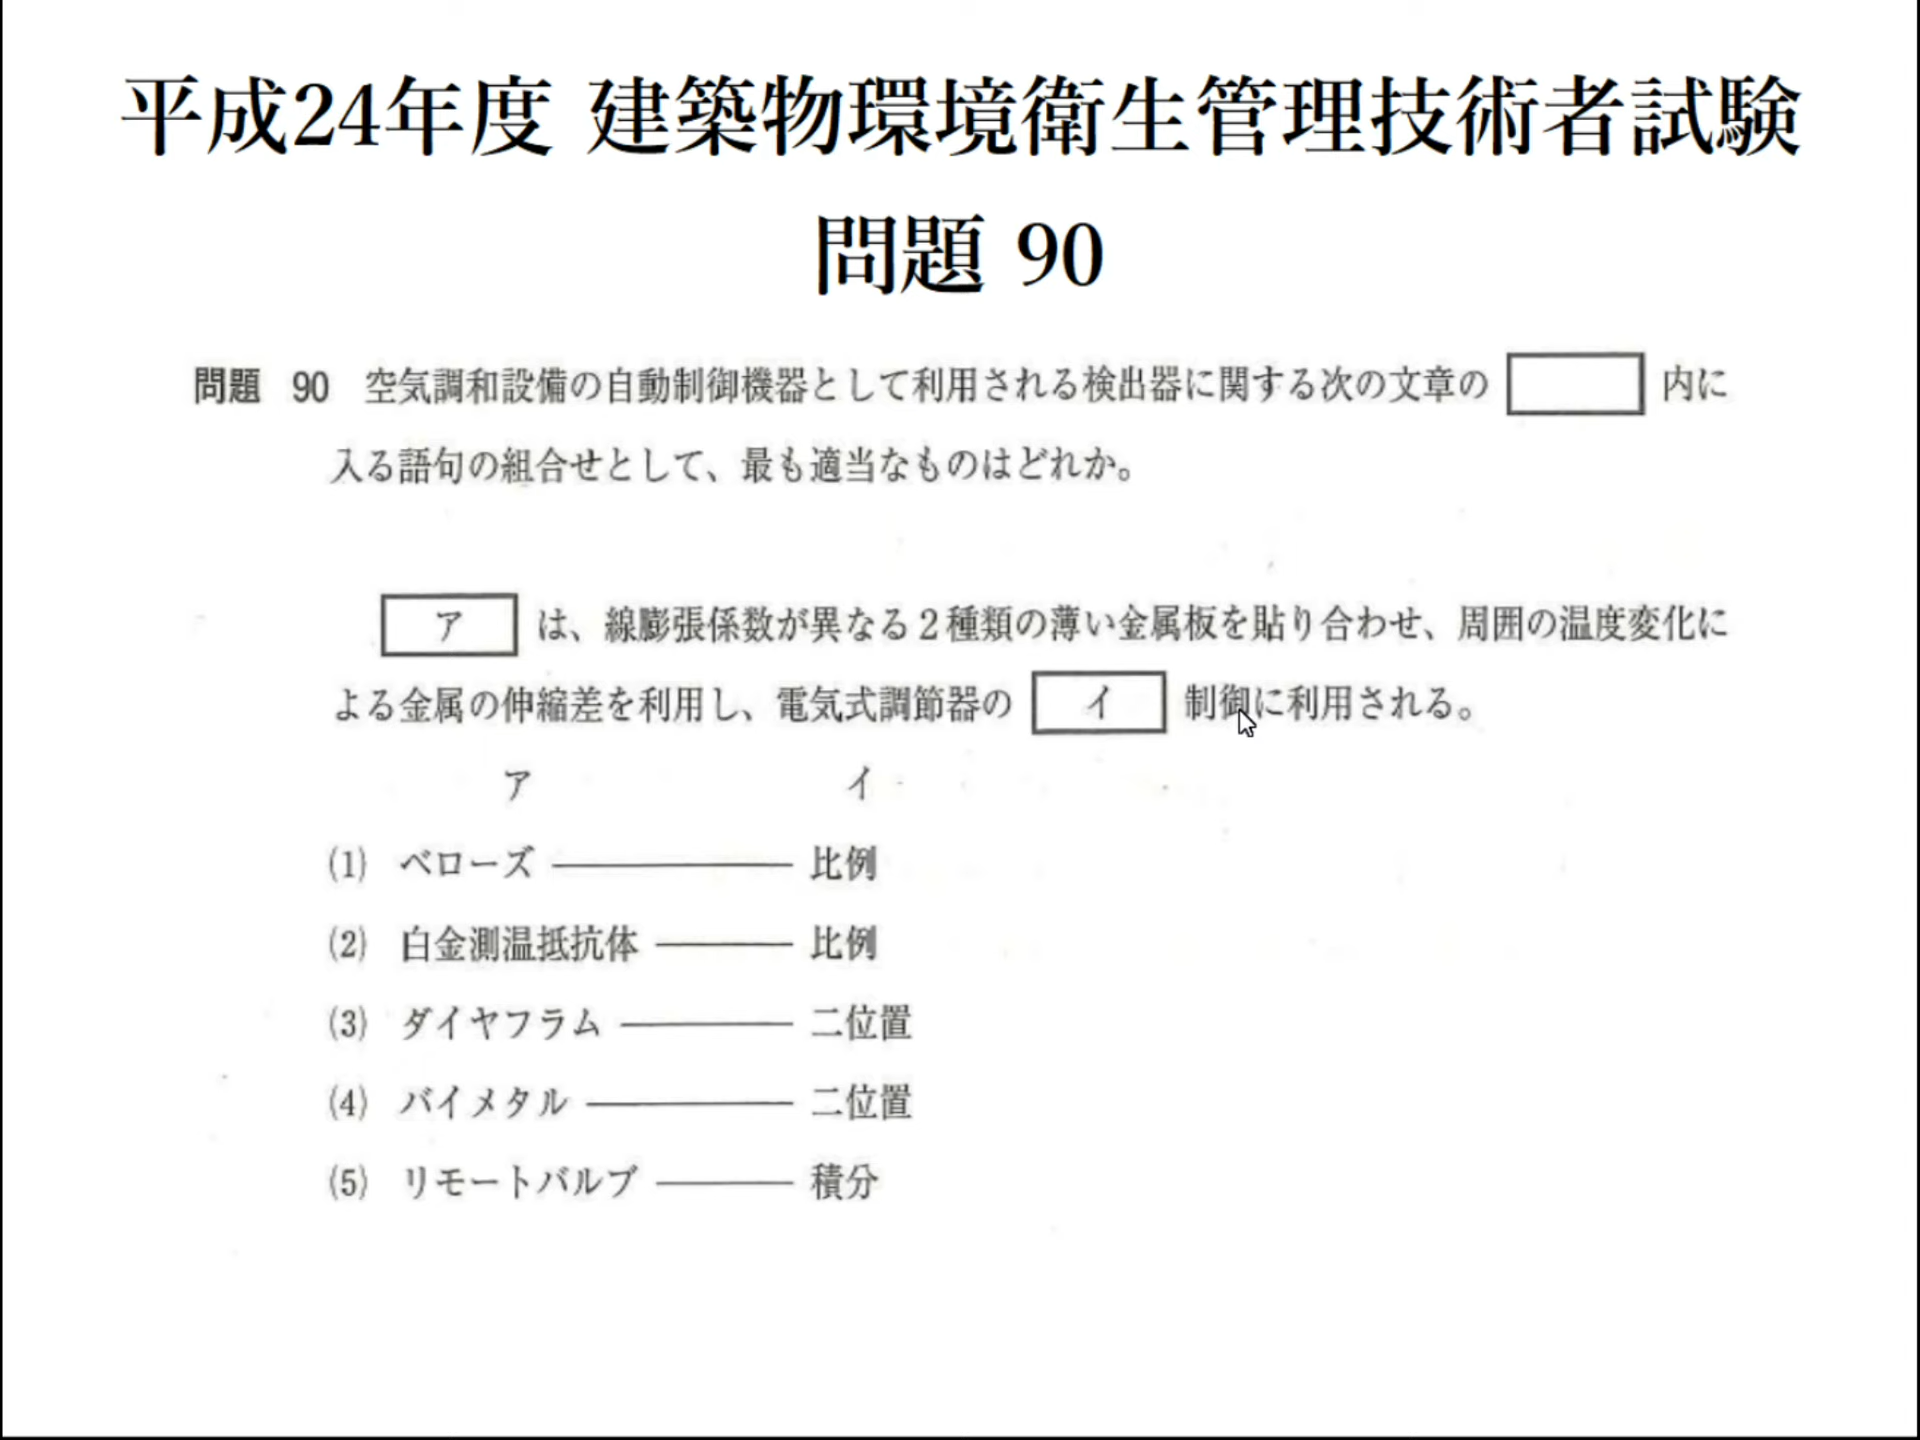 平成24年度 建築物環境衛生管理技術者試験
問題 90
問題 90 空気調和設備の自動制御機器として利用される検出器に関する次の文章の 内に
入る語句の組合せとして、最も適当なものはどれか。
ア は、線膨張係数が異なる2種類の薄い金属板を貼り合わせ、周囲の温度変化に
よる金属の伸縮差を利用し、電気式調節器の イ 制御に利用される。
ア イ
(1) ベローズ ──── 比例
(2) 白金測温抵抗体 ──── 比例
(3) ダイヤフラム ──── 二位置
(4) バイメタル ──── 二位置
(5) リモートバルブ ──── 積分